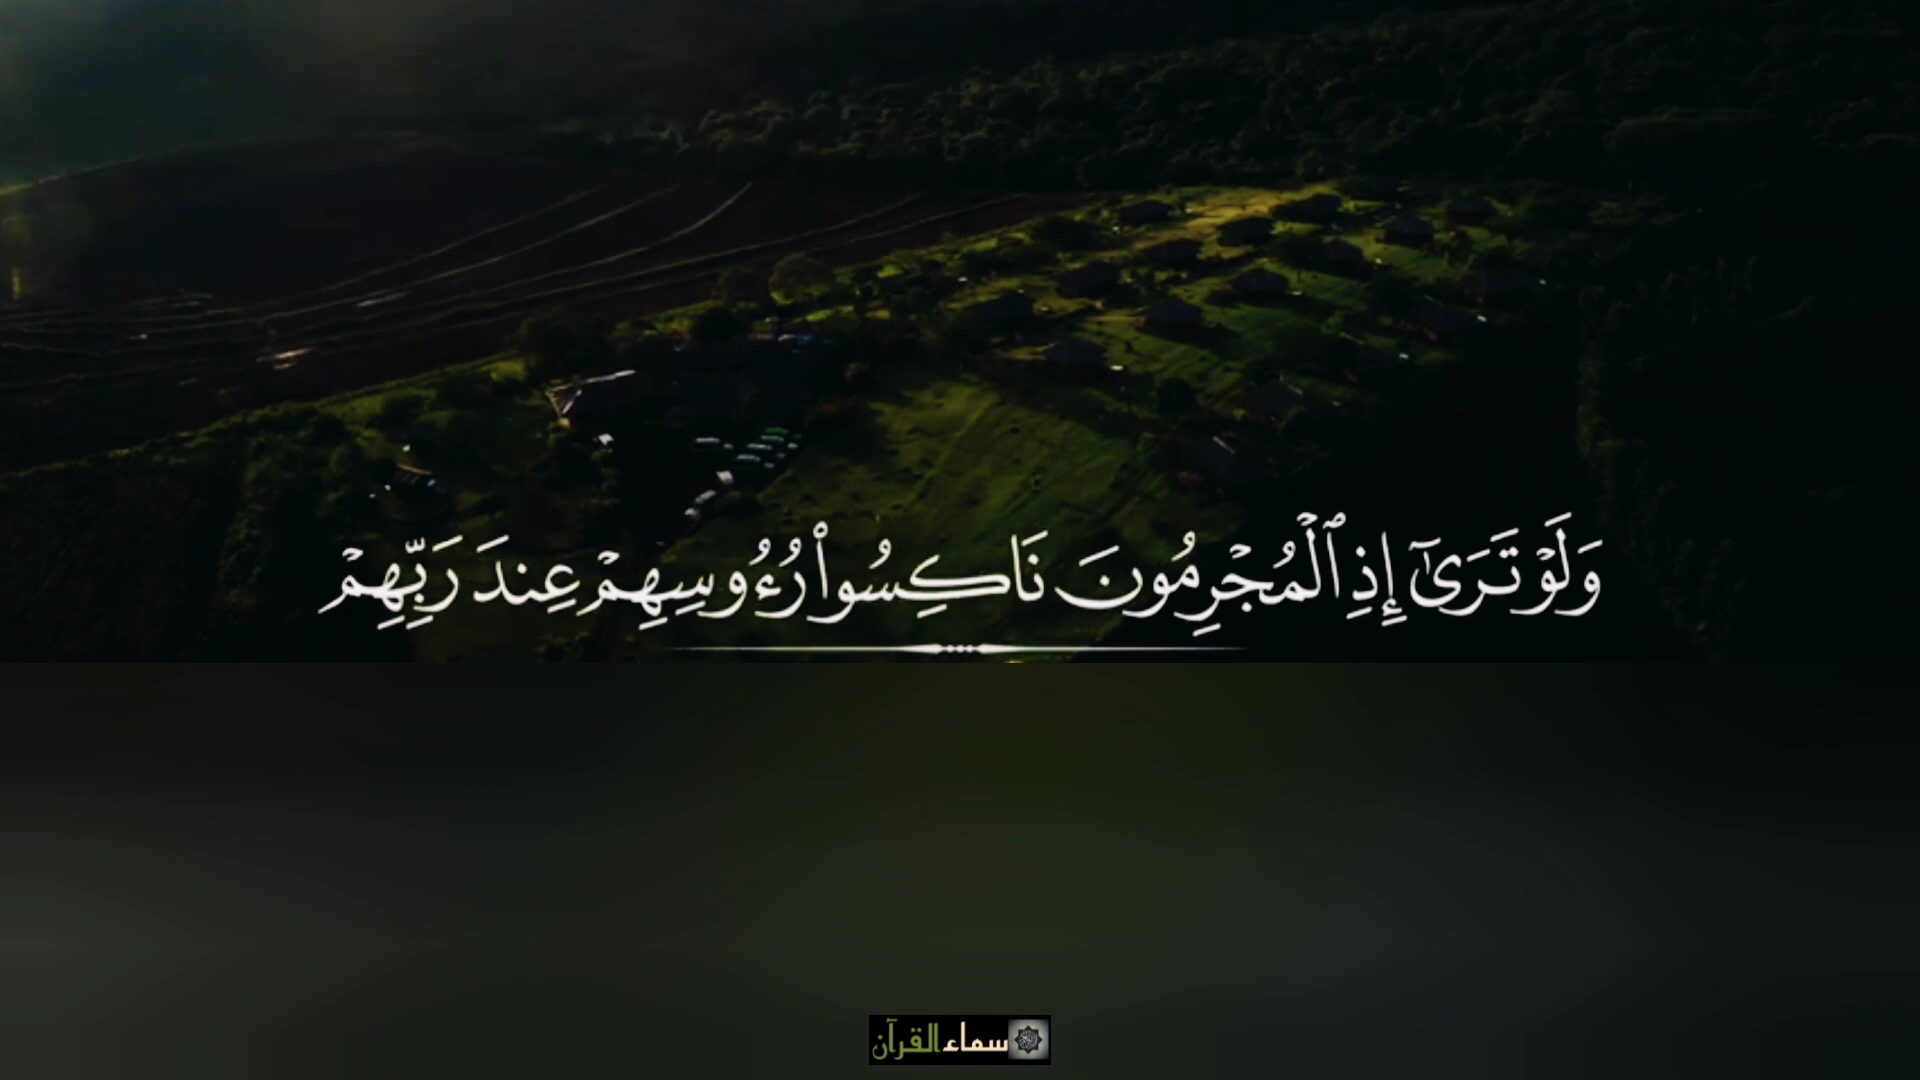 وَلَوْ تَرَىٰٓ إِذِ ٱلْمُجْرِمُونَ نَاكِسُوا۟ رُءُوسِهِمْ عِندَ رَبِّهِمْ
سماء القرآن